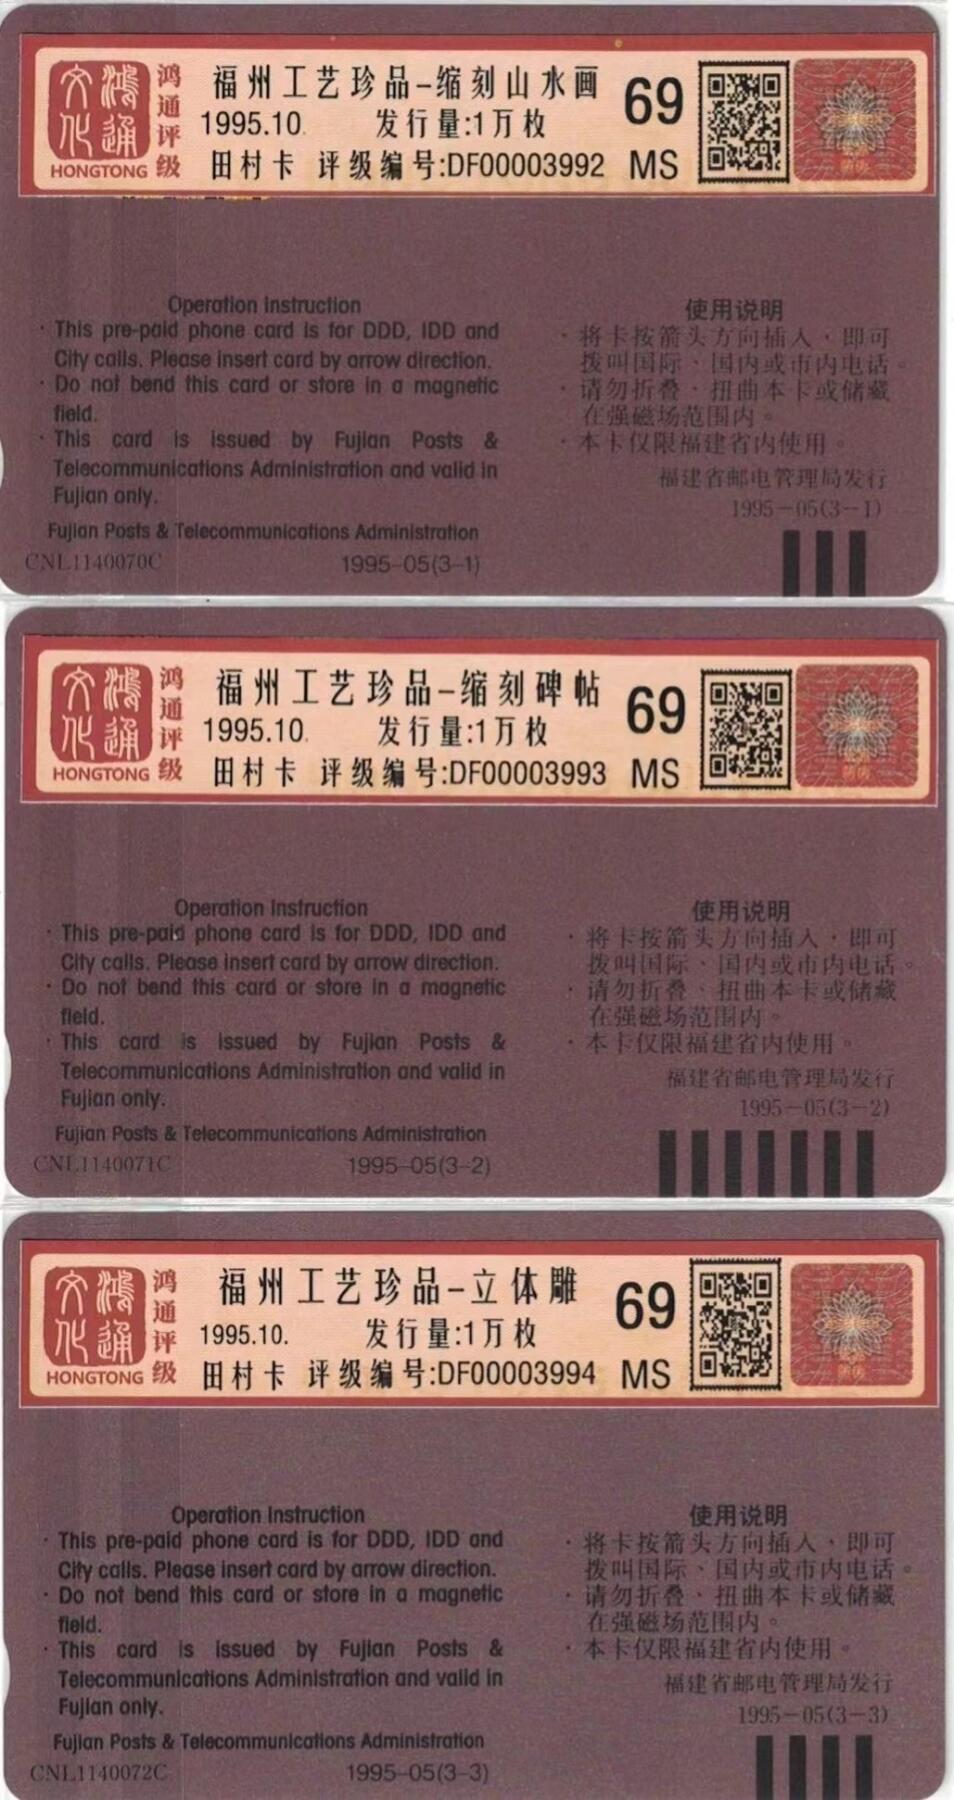 鸿通文化
HONGTONG
鸿通评级
福州工艺珍品-缩刻山水画
1995.10.
发行量:1万枚
田村卡 评级编号:DF00003992
69
MS
Operation Instruction
· This pre-paid phone card is for DDD, IDD and
City calls. Please insert card by arrow direction.
· Do not bend this card or store in a magnetic
field.
· This card is issued by Fujian Posts &
Telecommunications Administration and valid in
Fujian only.
Fujian Posts & Telecommunications Administration
CNL1140070C
1995-05(3-1)
使用说明
· 将卡按箭头方向插入,即可
拨叫国际、国内或市内电话。
· 请勿折叠、扭曲本卡或储藏
在强磁场范围内。
· 本卡仅限福建省内使用。
福建省邮电管理局发行
1995-05(3-1)
鸿通文化
HONGTONG
鸿通评级
福州工艺珍品-缩刻碑帖
1995.10.
发行量:1万枚
田村卡 评级编号:DF00003993
69
MS
Operation Instruction
· This pre-paid phone card is for DDD, IDD and
City calls. Please insert card by arrow direction.
· Do not bend this card or store in a magnetic
field.
· This card is issued by Fujian Posts &
Telecommunications Administration and valid in
Fujian only.
Fujian Posts & Telecommunications Administration
CNL1140071C
1995-05(3-2)
使用说明
· 将卡按箭头方向插入,即可
拨叫国际、国内或市内电话。
· 请勿折叠、扭曲本卡或储藏
在强磁场范围内。
· 本卡仅限福建省内使用。
福建省邮电管理局发行
1995-05(3-2)
鸿通文化
HONGTONG
鸿通评级
福州工艺珍品-立体雕
1995.10.
发行量:1万枚
田村卡 评级编号:DF00003994
69
MS
Operation Instruction
· This pre-paid phone card is for DDD, IDD and
City calls. Please insert card by arrow direction.
· Do not bend this card or store in a magnetic
field.
· This card is issued by Fujian Posts &
Telecommunications Administration and valid in
Fujian only.
Fujian Posts & Telecommunications Administration
CNL1140072C
1995-05(3-3)
使用说明
· 将卡按箭头方向插入,即可
拨叫国际、国内或市内电话。
· 请勿折叠、扭曲本卡或储藏
在强磁场范围内。
· 本卡仅限福建省内使用。
福建省邮电管理局发行
1995-05(3-3)